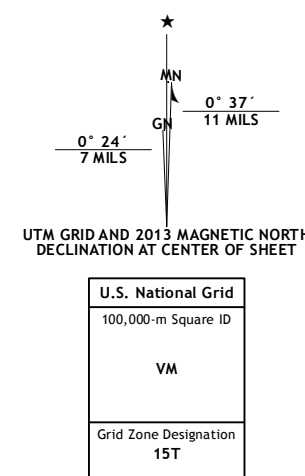 MN
0° 37´
11 MILS
GN
0° 24´
7 MILS
UTM GRID AND 2013 MAGNETIC NORTH
DECLINATION AT CENTER OF SHEET
U.S. National Grid
100,000-m Square ID
VM
Grid Zone Designation
15T